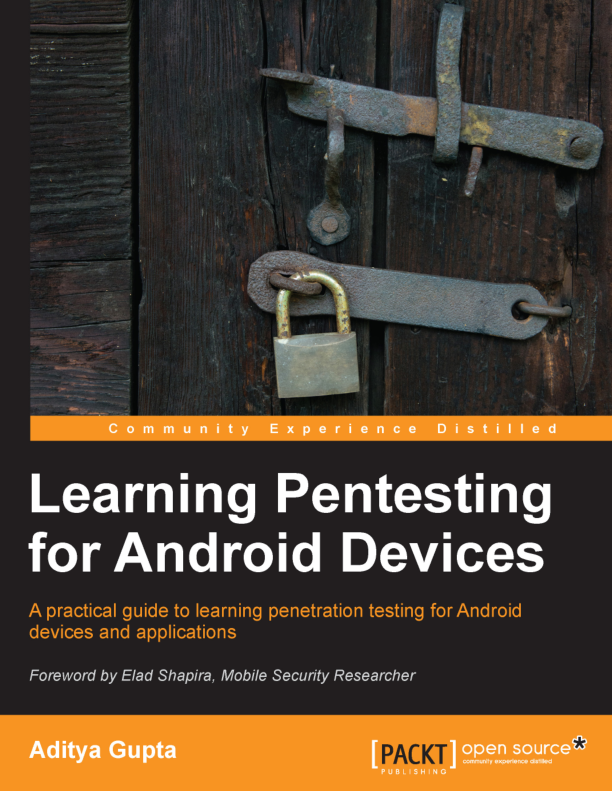 Community Experience Distilled
Learning Pentesting
for Android Devices
A practical guide to learning penetration testing for Android
devices and applications
Foreword by Elad Shapira, Mobile Security Researcher
Aditya Gupta
[PACKT] open source*
PUBLISHING community experience distilled